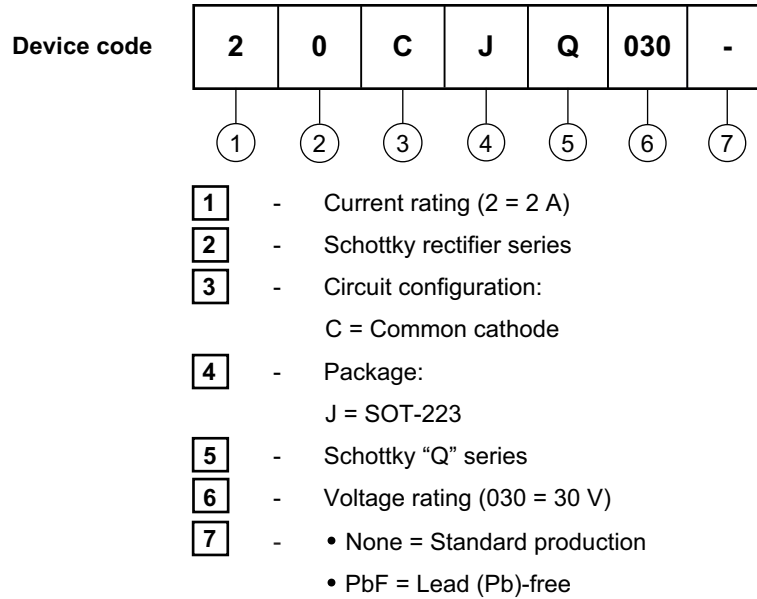 Device code 2 0 C J Q 030 -
1 2 3 4 5 6 7
1 - Current rating (2 = 2 A)
2 - Schottky rectifier series
3 - Circuit configuration:
C = Common cathode
4 - Package:
J = SOT-223
5 - Schottky “Q” series
6 - Voltage rating (030 = 30 V)
7 - • None = Standard production
• PbF = Lead (Pb)-free